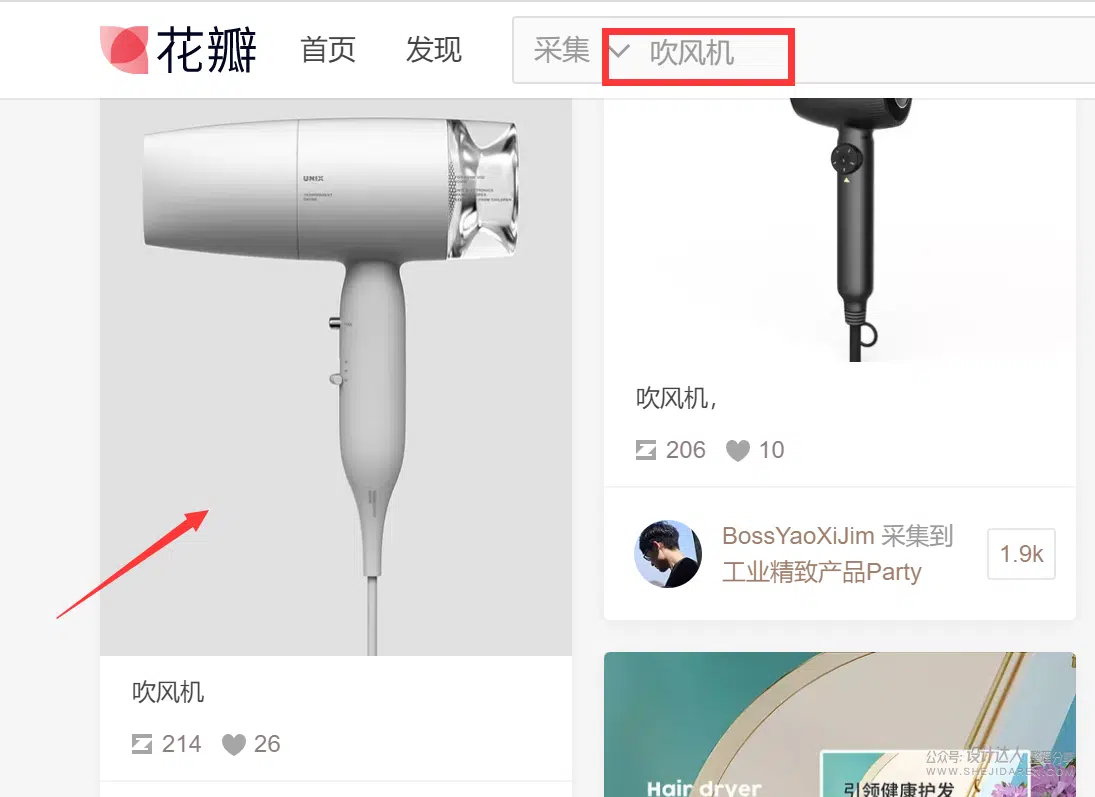 花瓣
首页
发现
采集
吹风机
UNIX
吹风机
214
26
吹风机,
206
10
BossYaoXiJim 采集到
工业精致产品Party
1.9k
Hair dryer
引领健康护发
公众号: 设计达人
WWW.SHEJIDAREN.COM